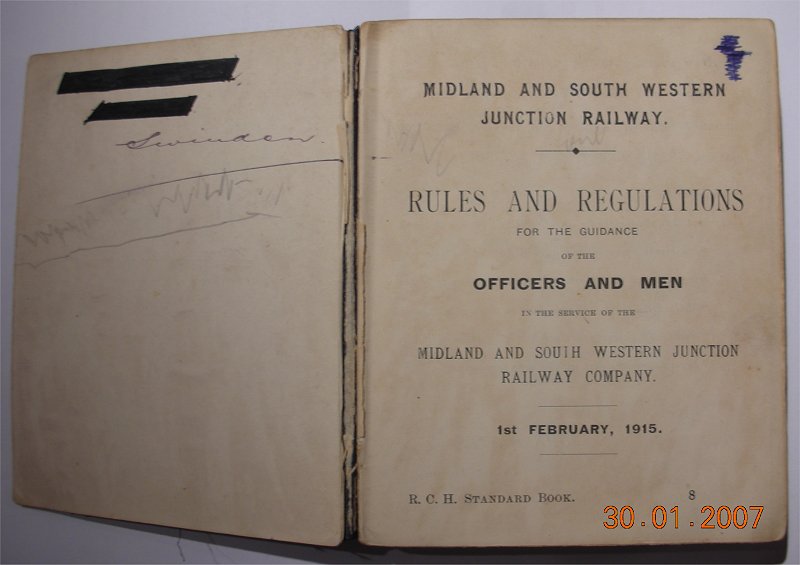 Swindon.
MIDLAND AND SOUTH WESTERN
JUNCTION RAILWAY.
RULES AND REGULATIONS
FOR THE GUIDANCE
OF THE
OFFICERS AND MEN
IN THE SERVICE OF THE
MIDLAND AND SOUTH WESTERN JUNCTION
RAILWAY COMPANY.
1st FEBRUARY, 1915.
R. C. H. STANDARD BOOK. 8
30.01.2007